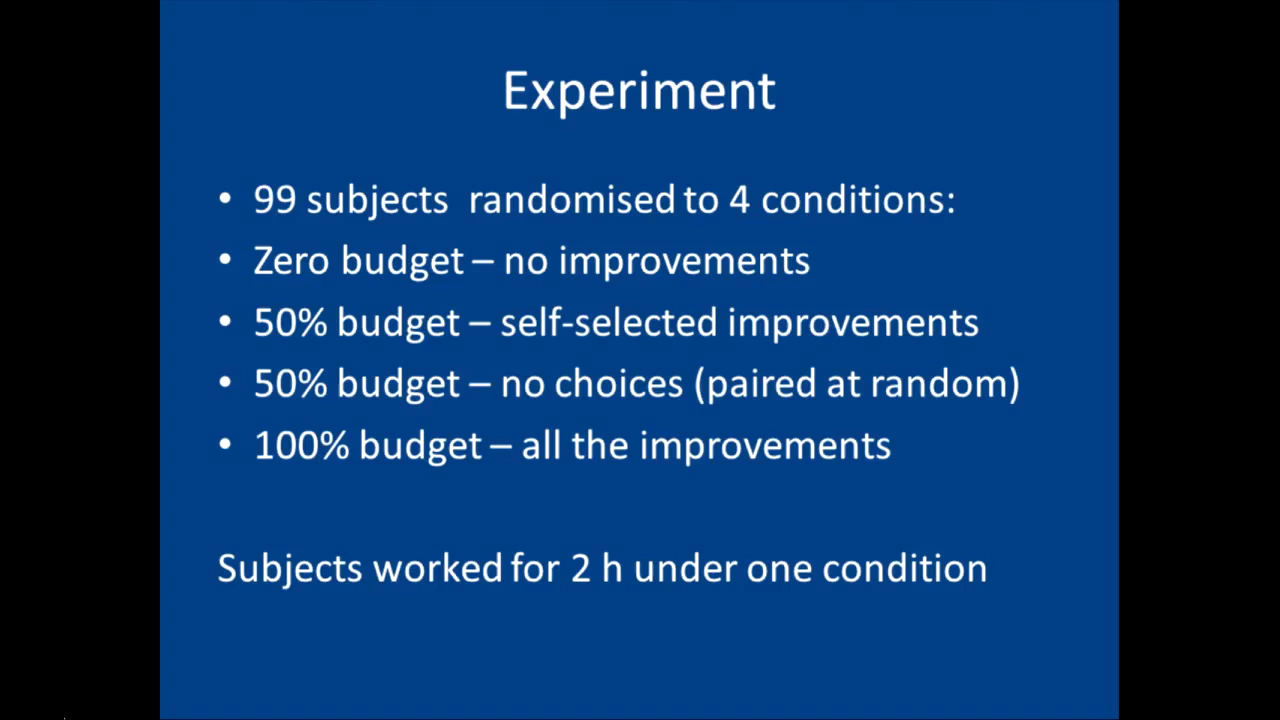 Experiment
• 99 subjects randomised to 4 conditions:
• Zero budget – no improvements
• 50% budget – self-selected improvements
• 50% budget – no choices (paired at random)
• 100% budget – all the improvements
Subjects worked for 2 h under one condition